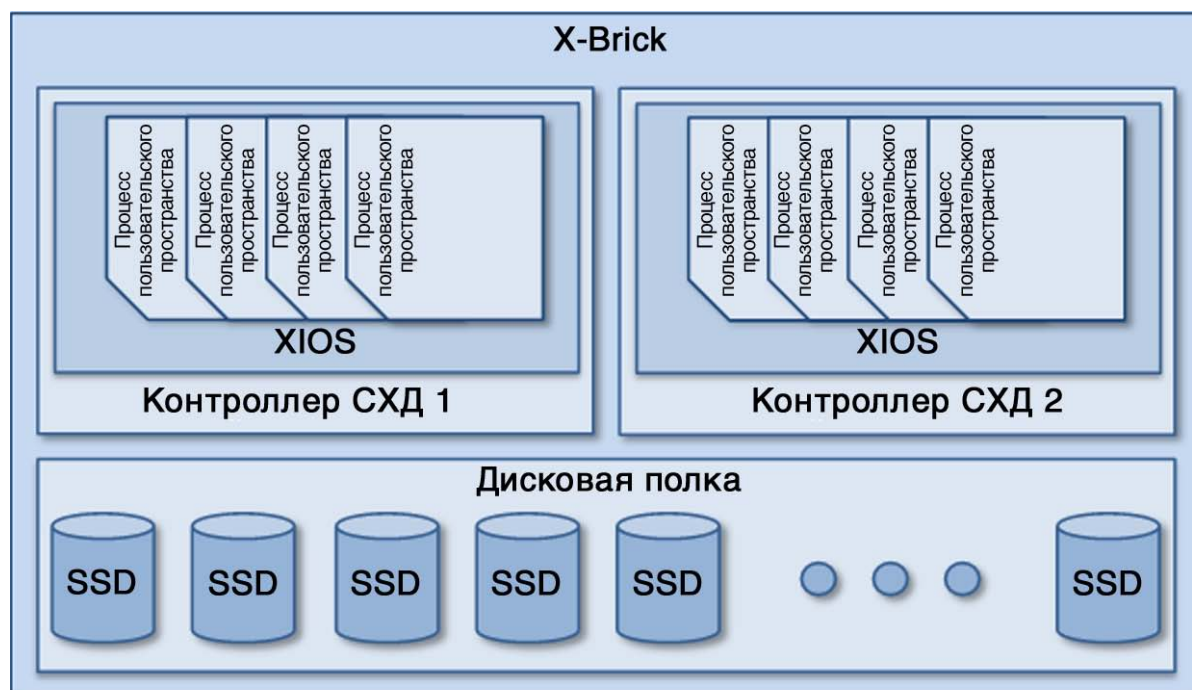 X-Brick
Процесс
пользовательского
пространства
Процесс
пользовательского
пространства
Процесс
пользовательского
пространства
Процесс
пользовательского
пространства
XIOS
Контроллер СХД 1
Процесс
пользовательского
пространства
Процесс
пользовательского
пространства
Процесс
пользовательского
пространства
Процесс
пользовательского
пространства
XIOS
Контроллер СХД 2
Дисковая полка
SSD
SSD
SSD
SSD
SSD
SSD